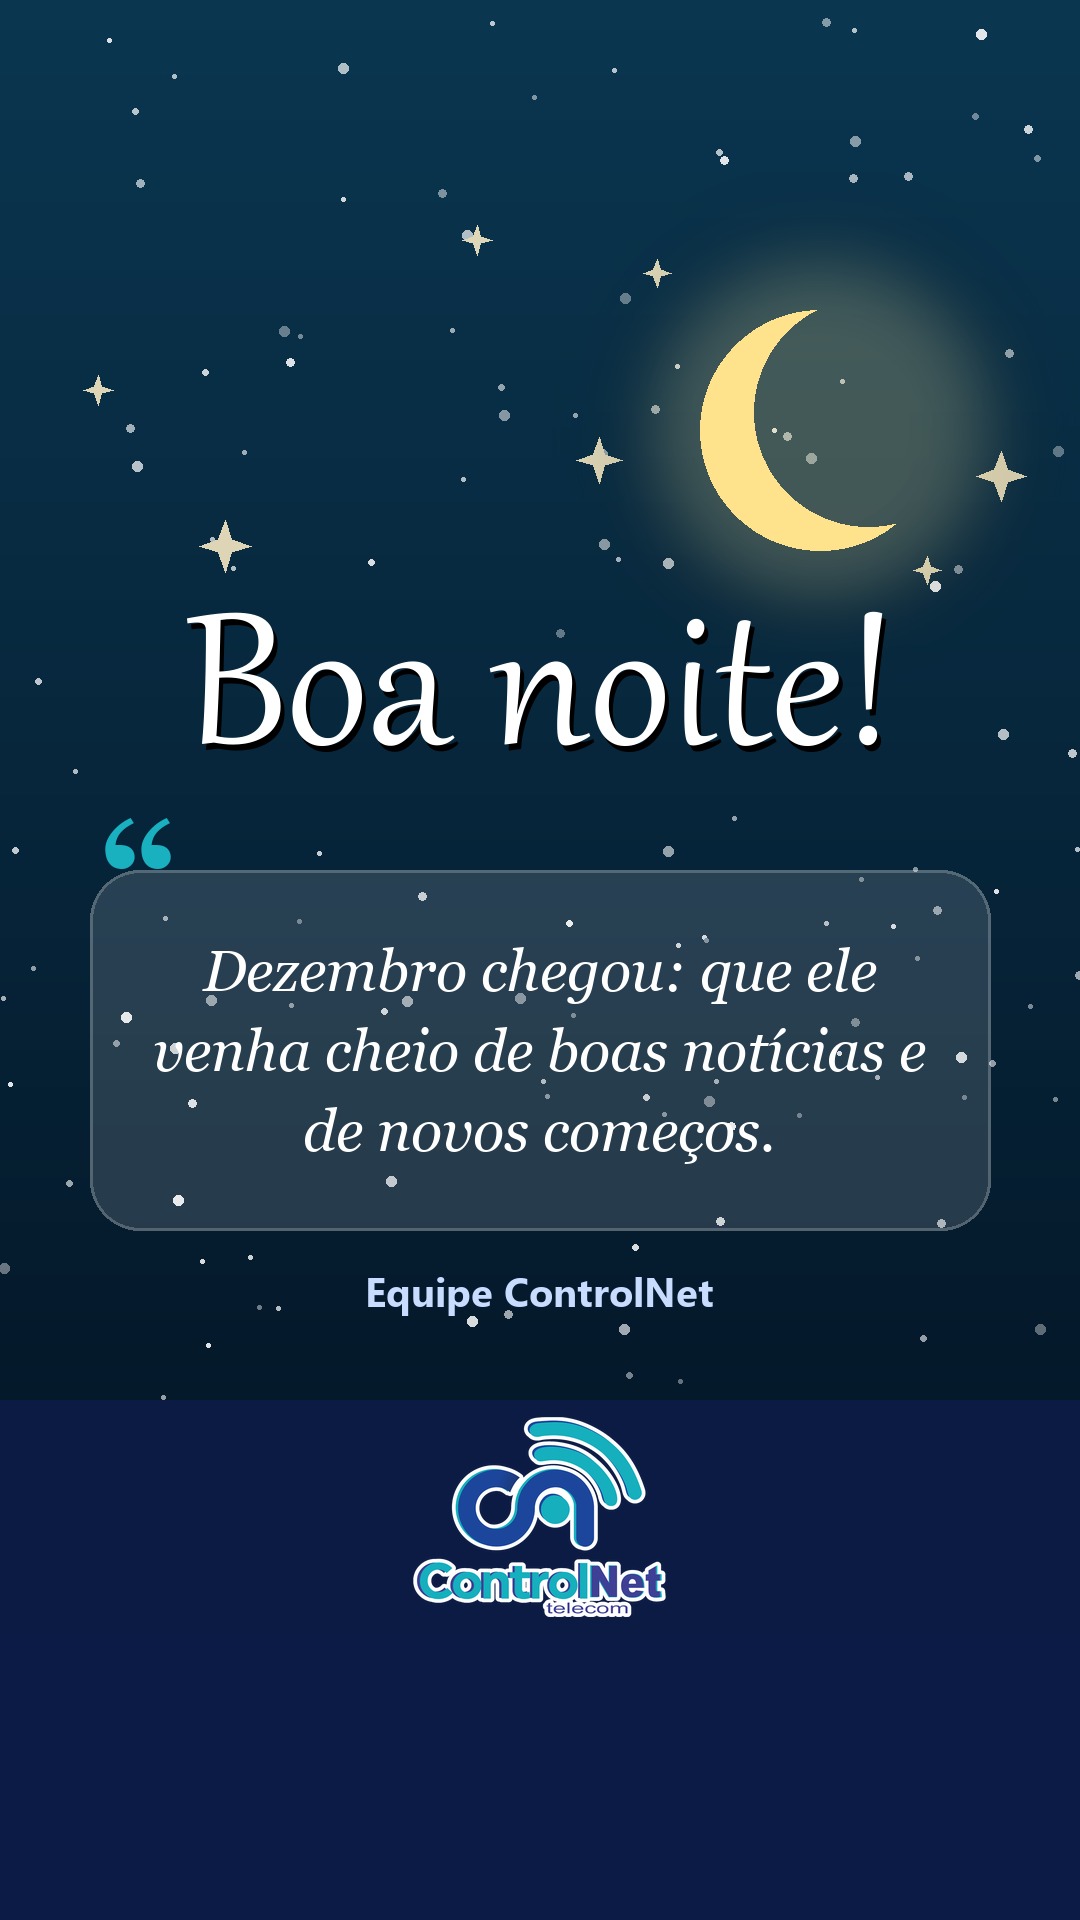 Boa noite!
“
Dezembro chegou: que ele
venha cheio de boas notícias e
de novos começos.
Equipe ControlNet
ControlNet
telecom